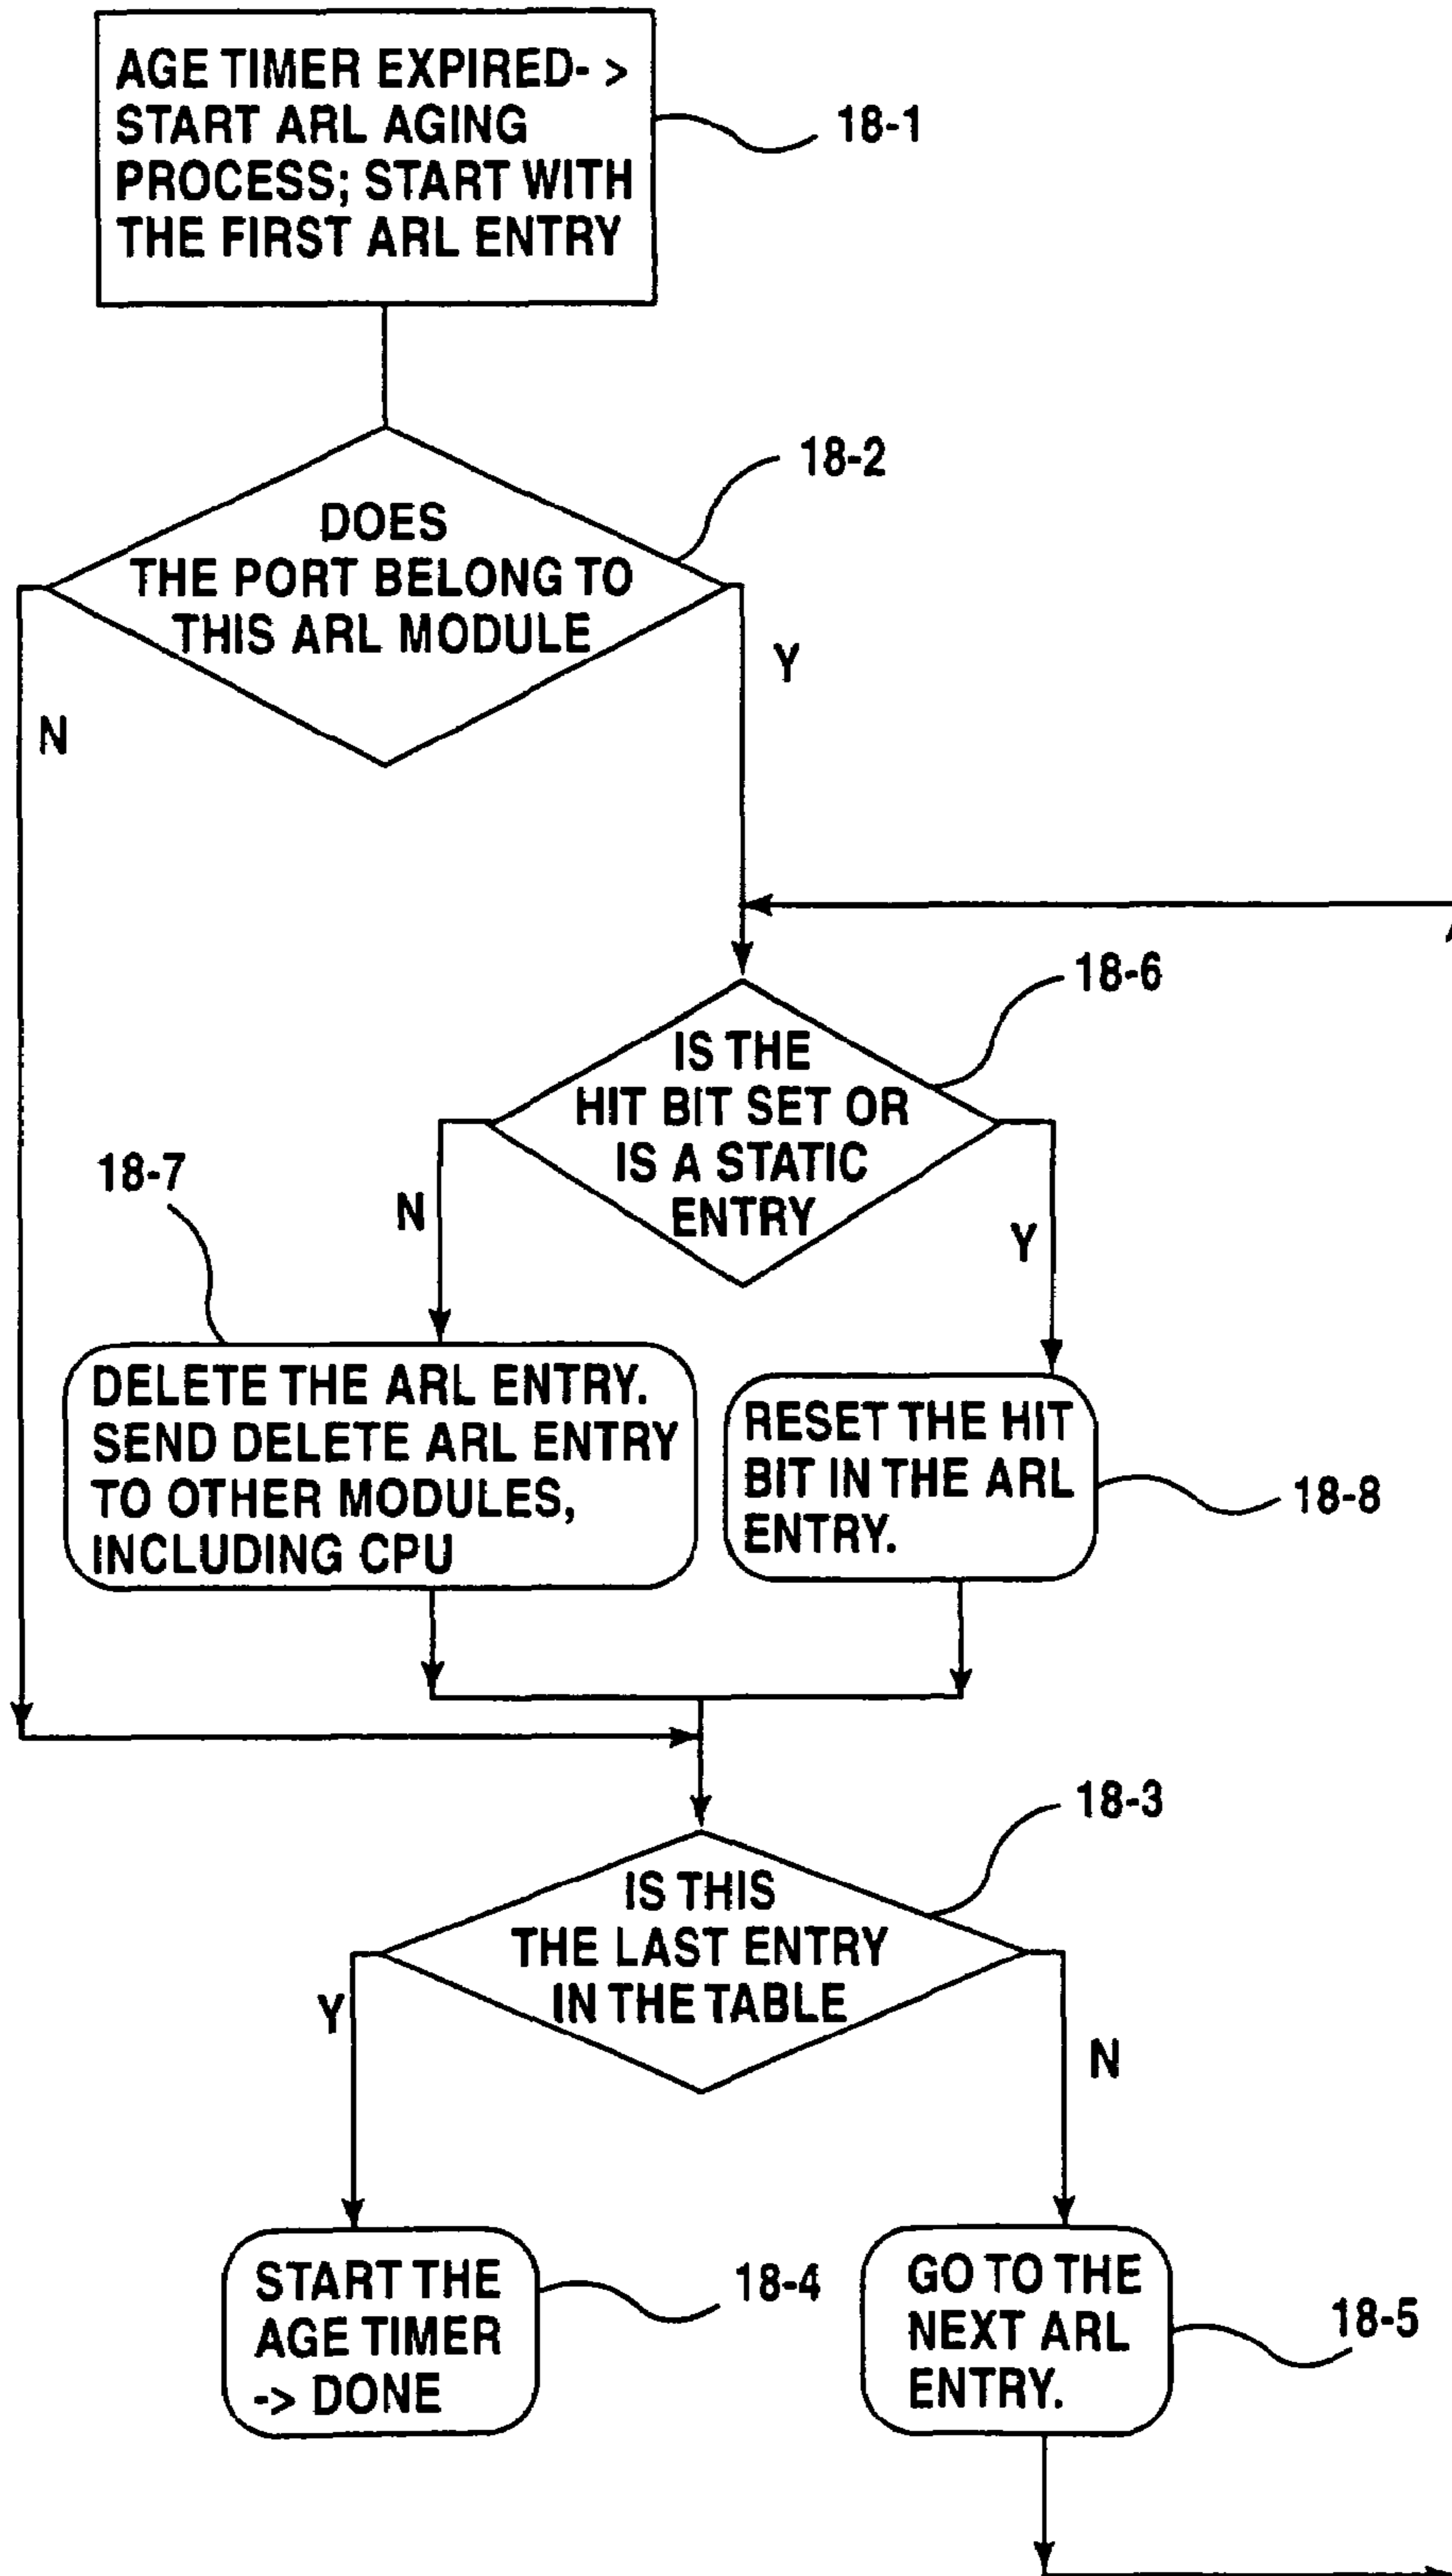 AGE TIMER EXPIRED- >
START ARL AGING
PROCESS; START WITH
THE FIRST ARL ENTRY
18-1
18-2
DOES
THE PORT BELONG TO
THIS ARL MODULE
Y
N
18-6
IS THE
HIT BIT SET OR
IS A STATIC
ENTRY
18-7
N
Y
DELETE THE ARL ENTRY.
SEND DELETE ARL ENTRY
TO OTHER MODULES,
INCLUDING CPU
RESET THE HIT
BIT IN THE ARL
ENTRY.
18-8
18-3
IS THIS
THE LAST ENTRY
IN THE TABLE
Y
N
START THE
AGE TIMER
-> DONE
18-4
GO TO THE
NEXT ARL
ENTRY.
18-5